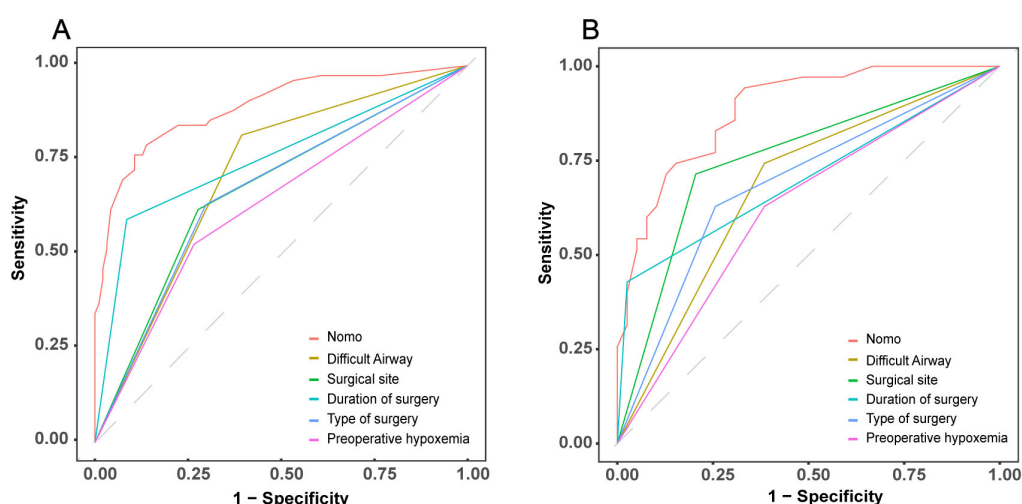 A
1.00
0.75
0.50
0.25
0.00
Sensitivity
Nomo
Difficult Airway
Surgical site
Duration of surgery
Type of surgery
Preoperative hypoxemia
0.00 0.25 0.50 0.75 1.00
1 − Specificity
B
1.00
0.75
0.50
0.25
0.00
Sensitivity
Nomo
Difficult Airway
Surgical site
Duration of surgery
Type of surgery
Preoperative hypoxemia
0.00 0.25 0.50 0.75 1.00
1 − Specificity